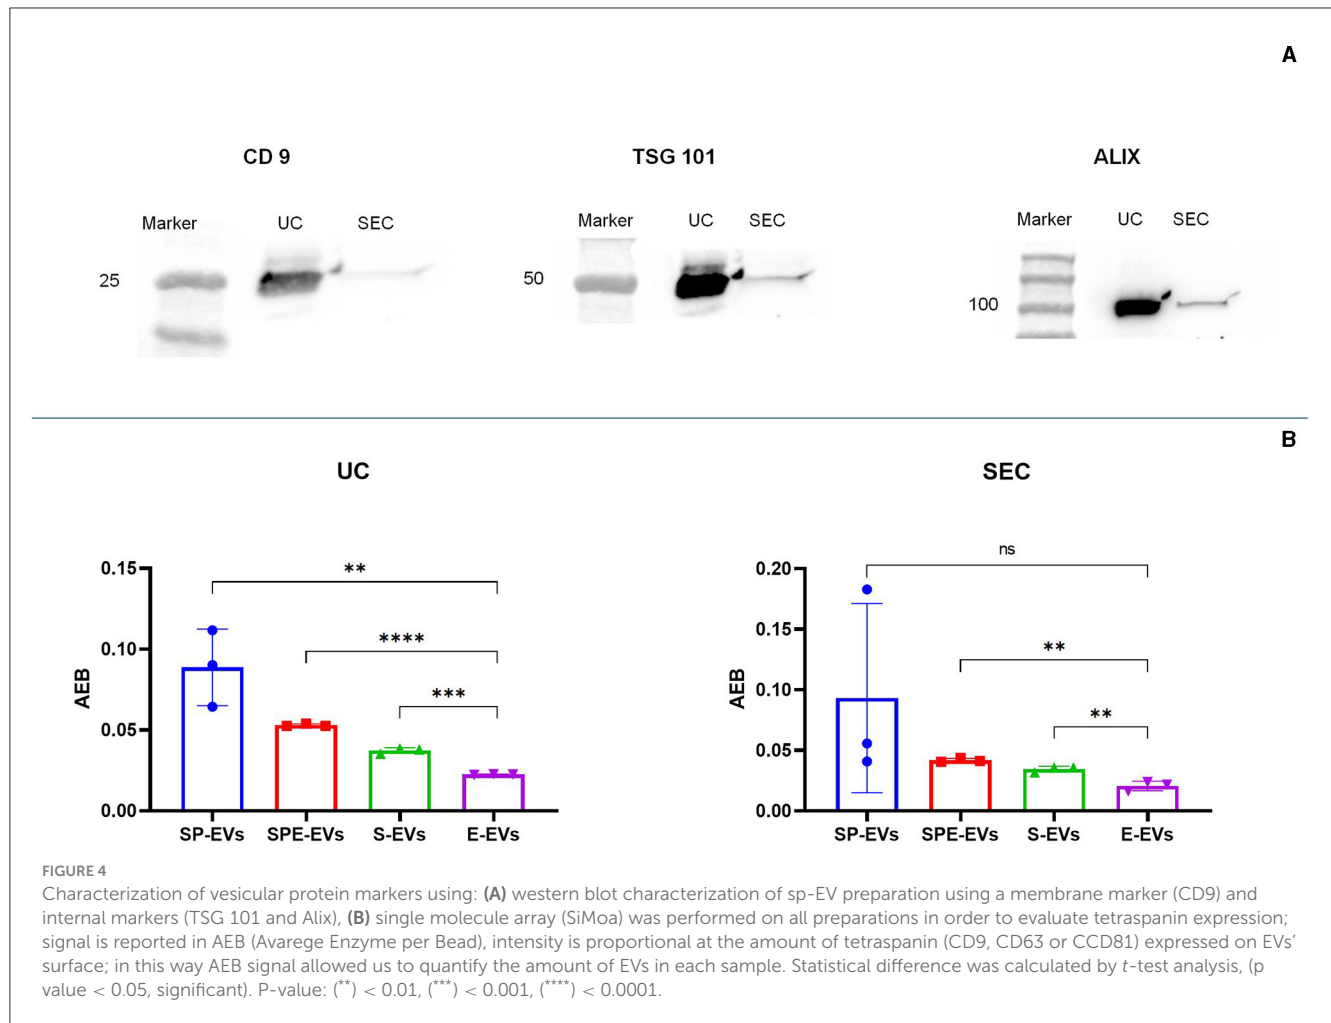 A
CD 9
TSG 101
ALIX
Marker UC SEC
Marker UC SEC
Marker UC SEC
25
50
100
B
UC
SEC
0.15
0.10
0.05
0.00
AEB
**
****
***
SP-EVs SPE-EVs S-EVs E-EVs
0.20
0.15
0.10
0.05
0.00
AEB
ns
**
**
SP-EVs SPE-EVs S-EVs E-EVs
FIGURE 4
Characterization of vesicular protein markers using: (A) western blot characterization of sp-EV preparation using a membrane marker (CD9) and
internal markers (TSG 101 and Alix), (B) single molecule array (SiMoa) was performed on all preparations in order to evaluate tetraspanin expression;
signal is reported in AEB (Avarege Enzyme per Bead), intensity is proportional at the amount of tetraspanin (CD9, CD63 or CCD81) expressed on EVs'
surface; in this way AEB signal allowed us to quantify the amount of EVs in each sample. Statistical difference was calculated by t-test analysis, (p
value < 0.05, significant). P-value: (**) < 0.01, (***) < 0.001, (****) < 0.0001.